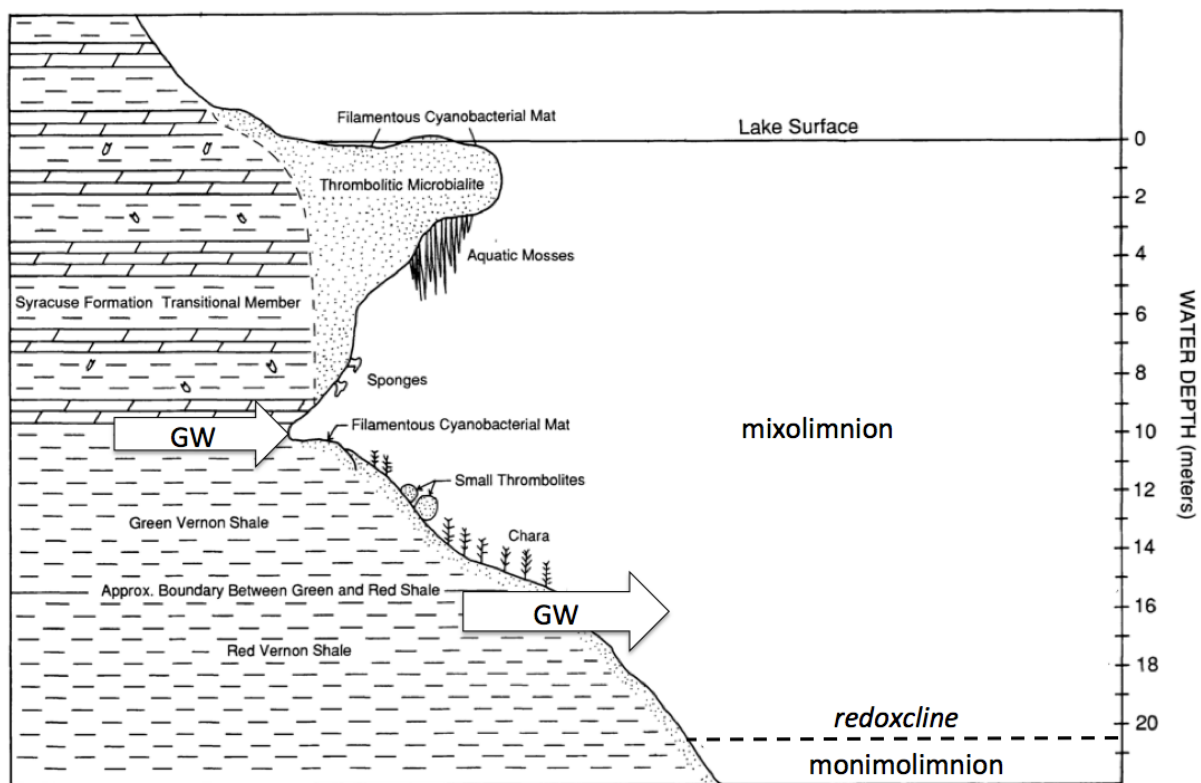 Filamentous Cyanobacterial Mat
Lake Surface
0
Thrombolitic Microbialite
2
Aquatic Mosses
4
Syracuse Formation Transitional Member
6
Sponges
8
Filamentous Cyanobacterial Mat
GW
mixolimnion
10
Small Thrombolites
12
Green Vernon Shale
Chara
14
Approx. Boundary Between Green and Red Shale
GW
16
Red Vernon Shale
18
redoxcline
20
monimolimnion
WATER DEPTH (meters)